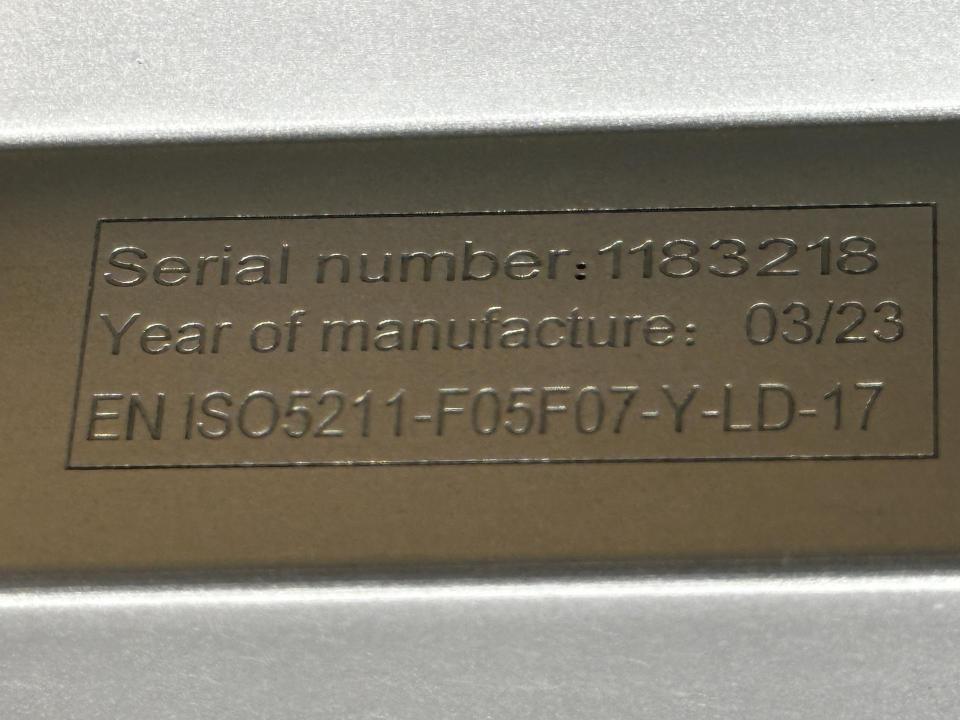 Serial number:1183218
Year of manufacture: 03/23
EN ISO5211-F05F07-Y-LD-17